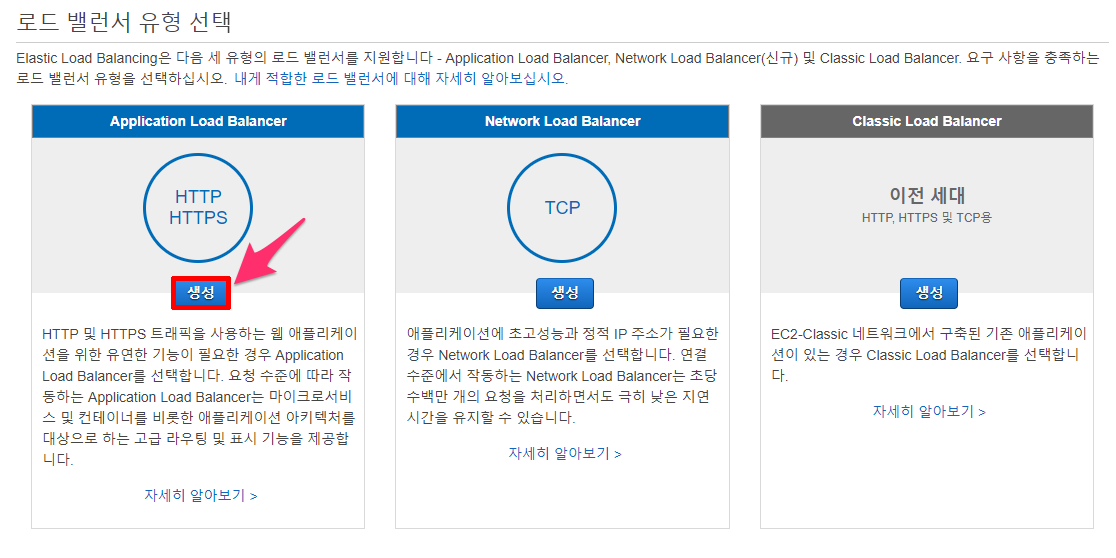 로드 밸런서 유형 선택
Elastic Load Balancing은 다음 세 유형의 로드 밸런서를 지원합니다 - Application Load Balancer, Network Load Balancer(신규) 및 Classic Load Balancer. 요구 사항을 충족하는
로드 밸런서 유형을 선택하십시오. 내게 적합한 로드 밸런서에 대해 자세히 알아보십시오.
Application Load Balancer
HTTP
HTTPS
생성
HTTP 및 HTTPS 트래픽을 사용하는 웹 애플리케이
션을 위한 유연한 기능이 필요한 경우 Application
Load Balancer를 선택합니다. 요청 수준에 따라 작
동하는 Application Load Balancer는 마이크로서비
스 및 컨테이너를 비롯한 애플리케이션 아키텍처를
대상으로 하는 고급 라우팅 및 표시 기능을 제공합
니다.
자세히 알아보기 >
Network Load Balancer
TCP
생성
애플리케이션에 초고성능과 정적 IP 주소가 필요한
경우 Network Load Balancer를 선택합니다. 연결
수준에서 작동하는 Network Load Balancer는 초당
수백만 개의 요청을 처리하면서도 극히 낮은 지연
시간을 유지할 수 있습니다.
자세히 알아보기 >
Classic Load Balancer
이전 세대
HTTP, HTTPS 및 TCP용
생성
EC2-Classic 네트워크에서 구축된 기존 애플리케이
션이 있는 경우 Classic Load Balancer를 선택합니
다.
자세히 알아보기 >